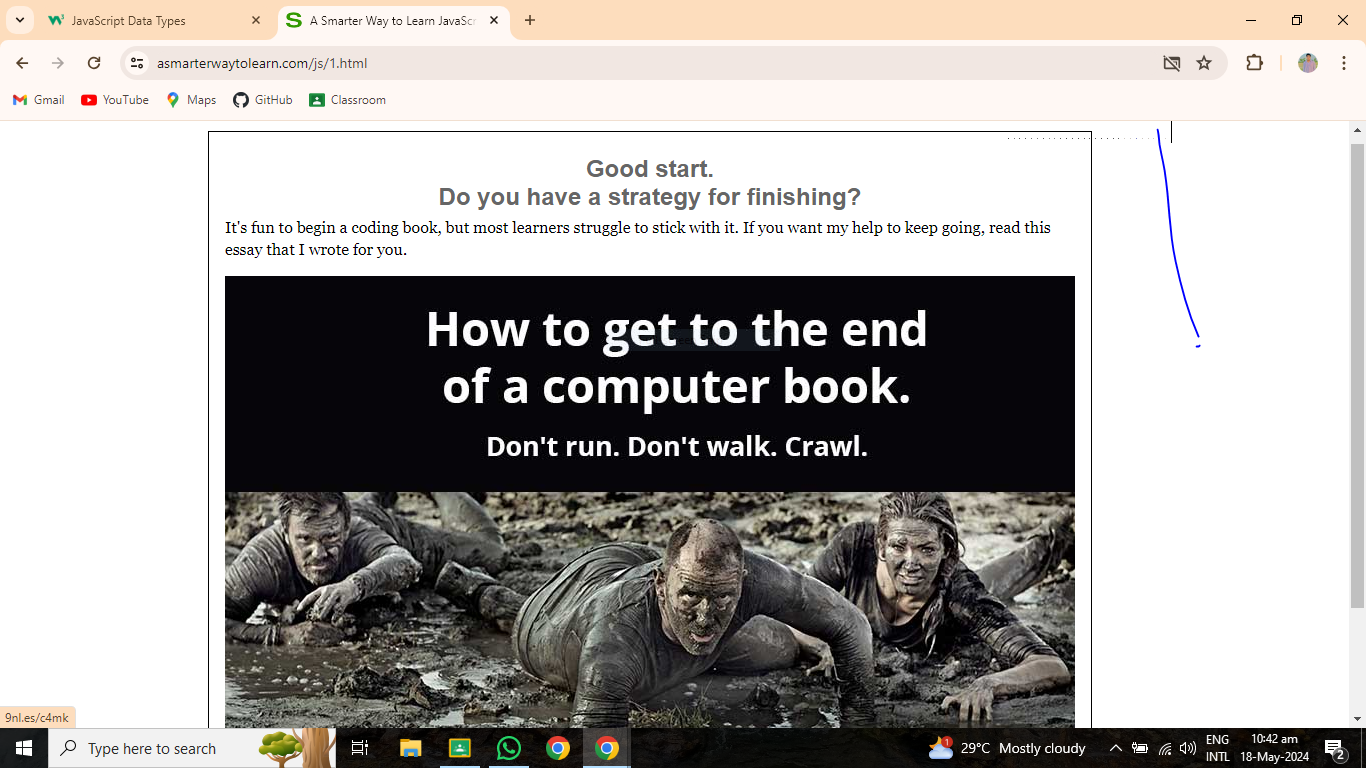 JavaScript Data Types
A Smarter Way to Learn JavaSc
asmarterwaytolearn.com/js/1.html
Gmail YouTube Maps GitHub Classroom
Good start.
Do you have a strategy for finishing?
It's fun to begin a coding book, but most learners struggle to stick with it. If you want my help to keep going, read this
essay that I wrote for you.
How to get to the end
of a computer book.
Don't run. Don't walk. Crawl.
9nl.es/c4mk
Type here to search
1
29°C Mostly cloudy
ENG
INTL
10:42 am
18-May-2024
2